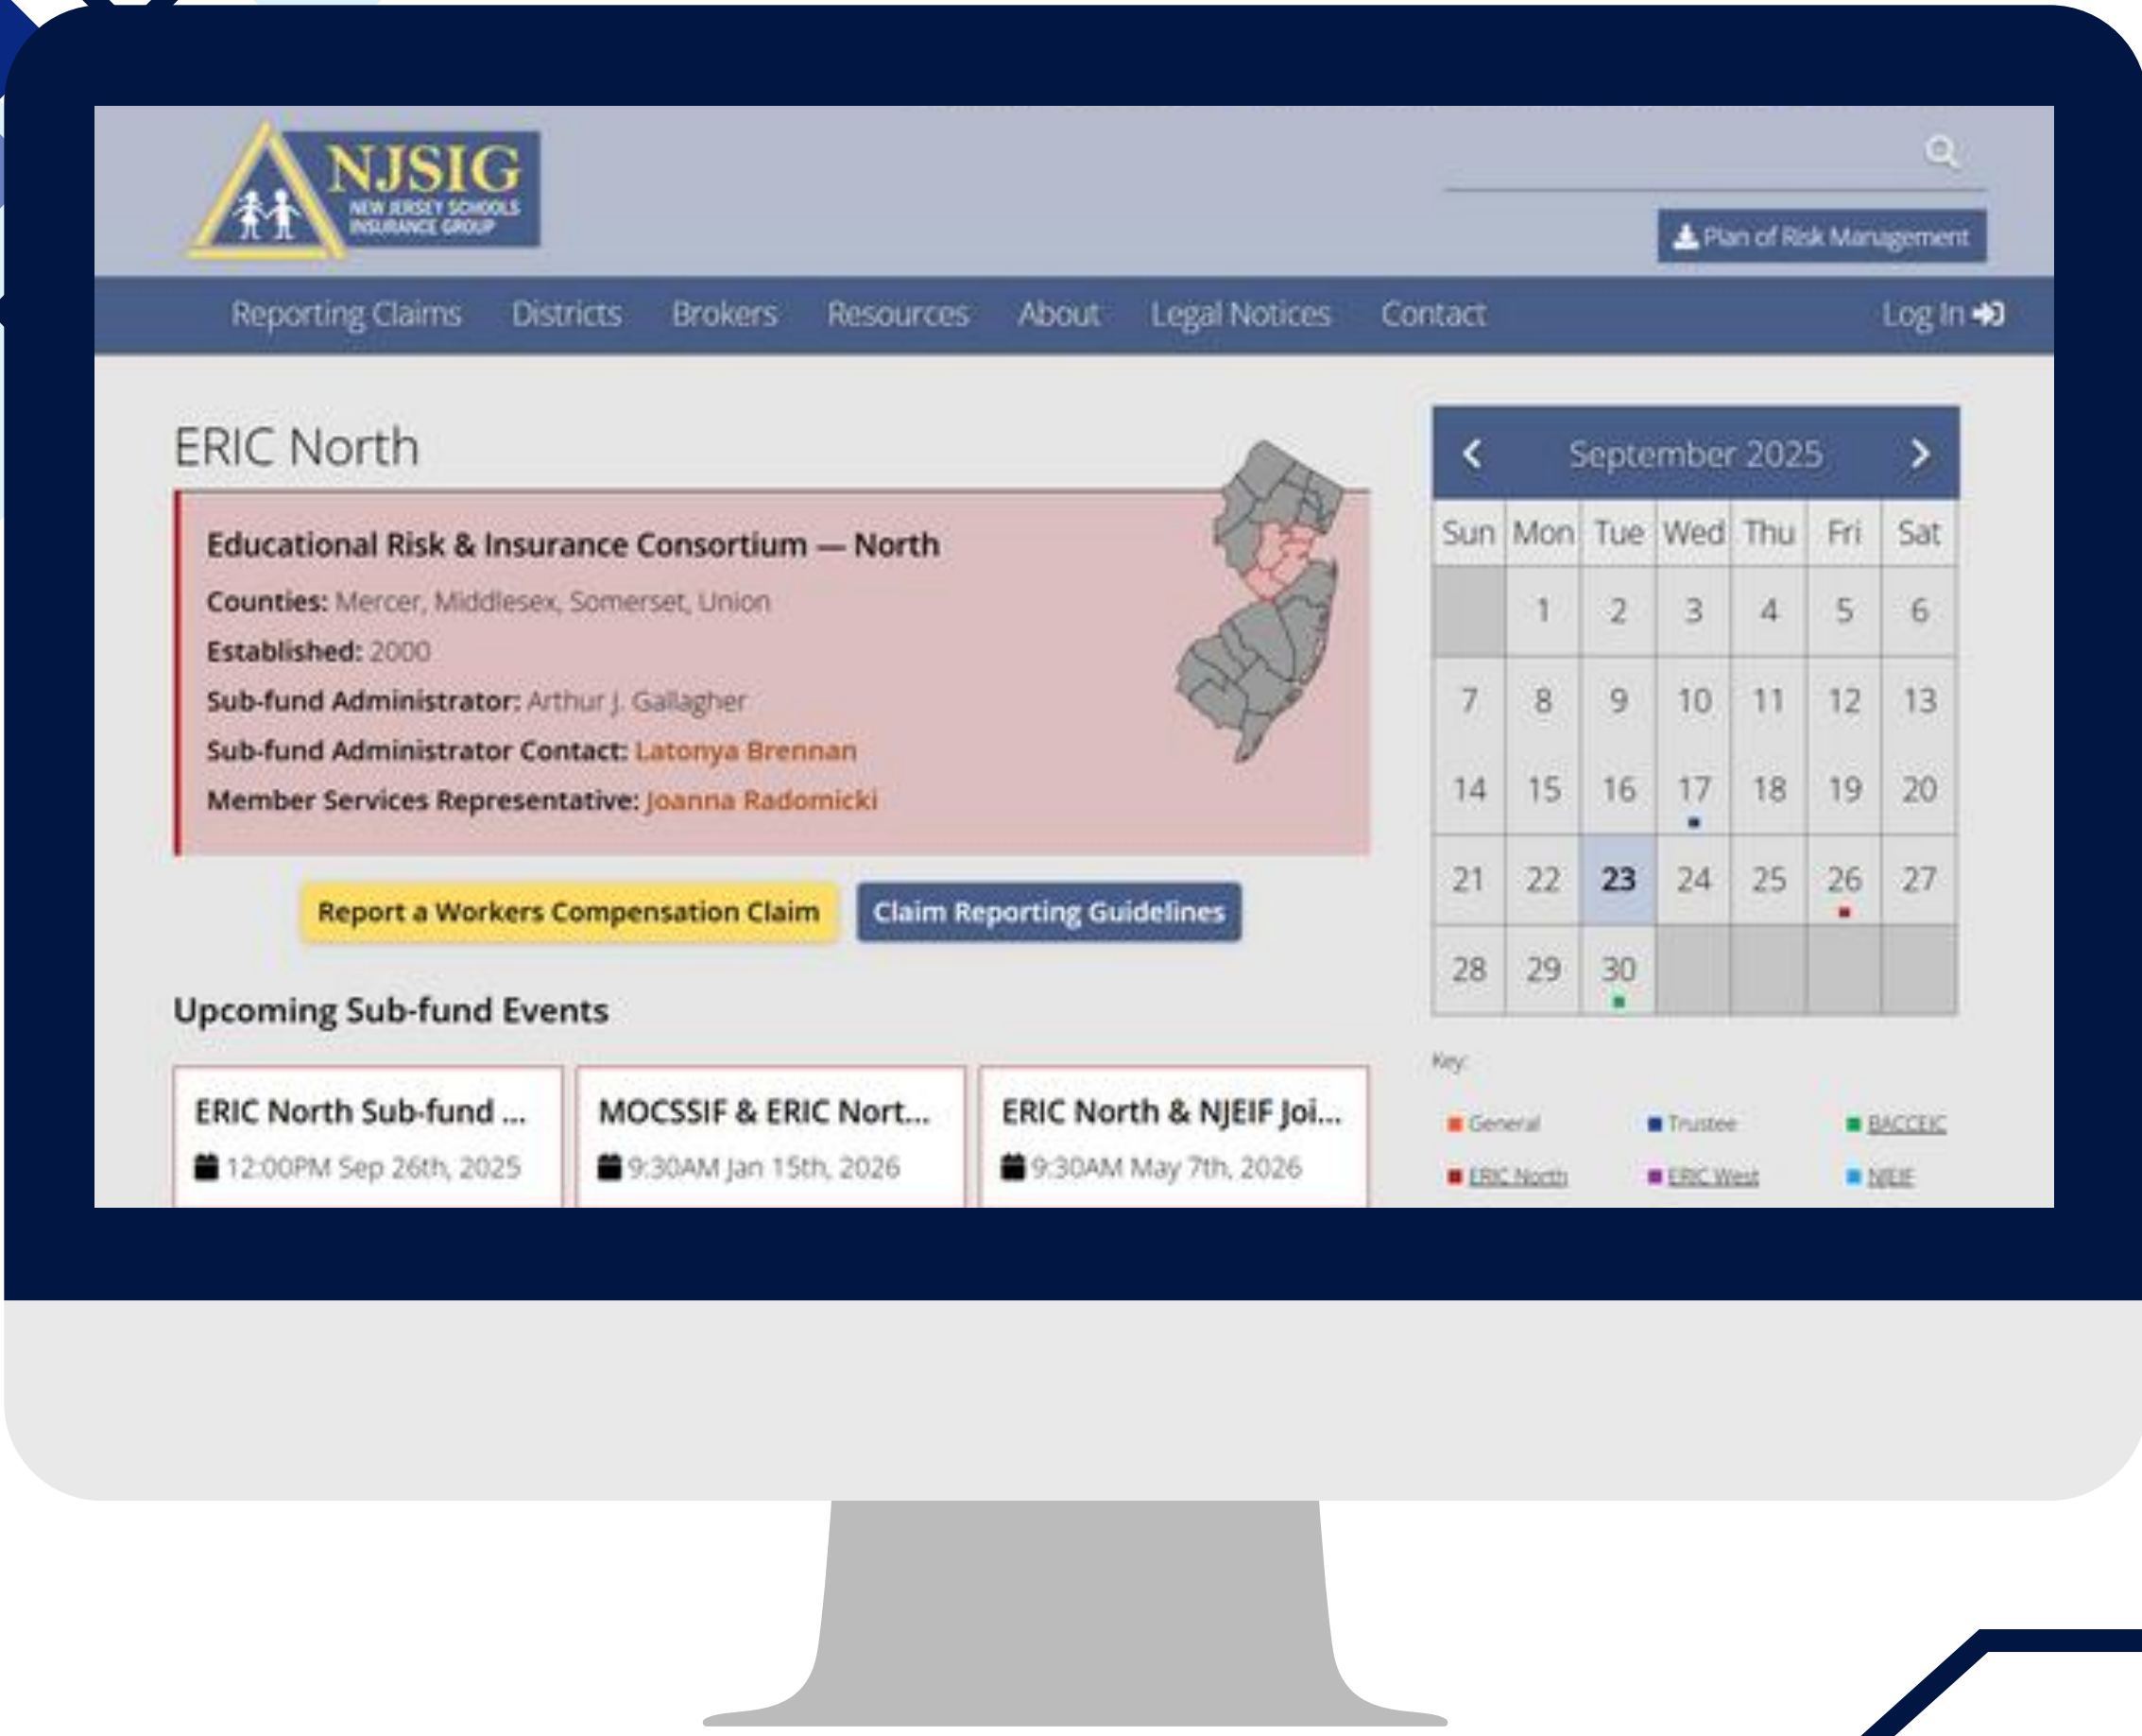 NJSIG
NEW JERSEY SCHOOLS
INSURANCE GROUP
Plan of Risk Management
Reporting Claims Districts Brokers Resources About Legal Notices Contact Log In
ERIC North
Educational Risk & Insurance Consortium — North
Counties: Mercer, Middlesex, Somerset, Union
Established: 2000
Sub-fund Administrator: Arthur J. Gallagher
Sub-fund Administrator Contact: Latonya Brennan
Member Services Representative: Joanna Radomicki
Report a Workers Compensation Claim Claim Reporting Guidelines
Upcoming Sub-fund Events
ERIC North Sub-fund ...
12:00PM Sep 26th, 2025
MOCSSIF & ERIC Nort...
9:30AM Jan 15th, 2026
ERIC North & NJEIF Joi...
9:30AM May 7th, 2026
September 2025
Sun Mon Tue Wed Thu Fri Sat
1 2 3 4 5 6
7 8 9 10 11 12 13
14 15 16 17 18 19 20
21 22 23 24 25 26 27
28 29 30
Key:
General Trustee BACCEIC
ERIC North ERIC West NJEIF